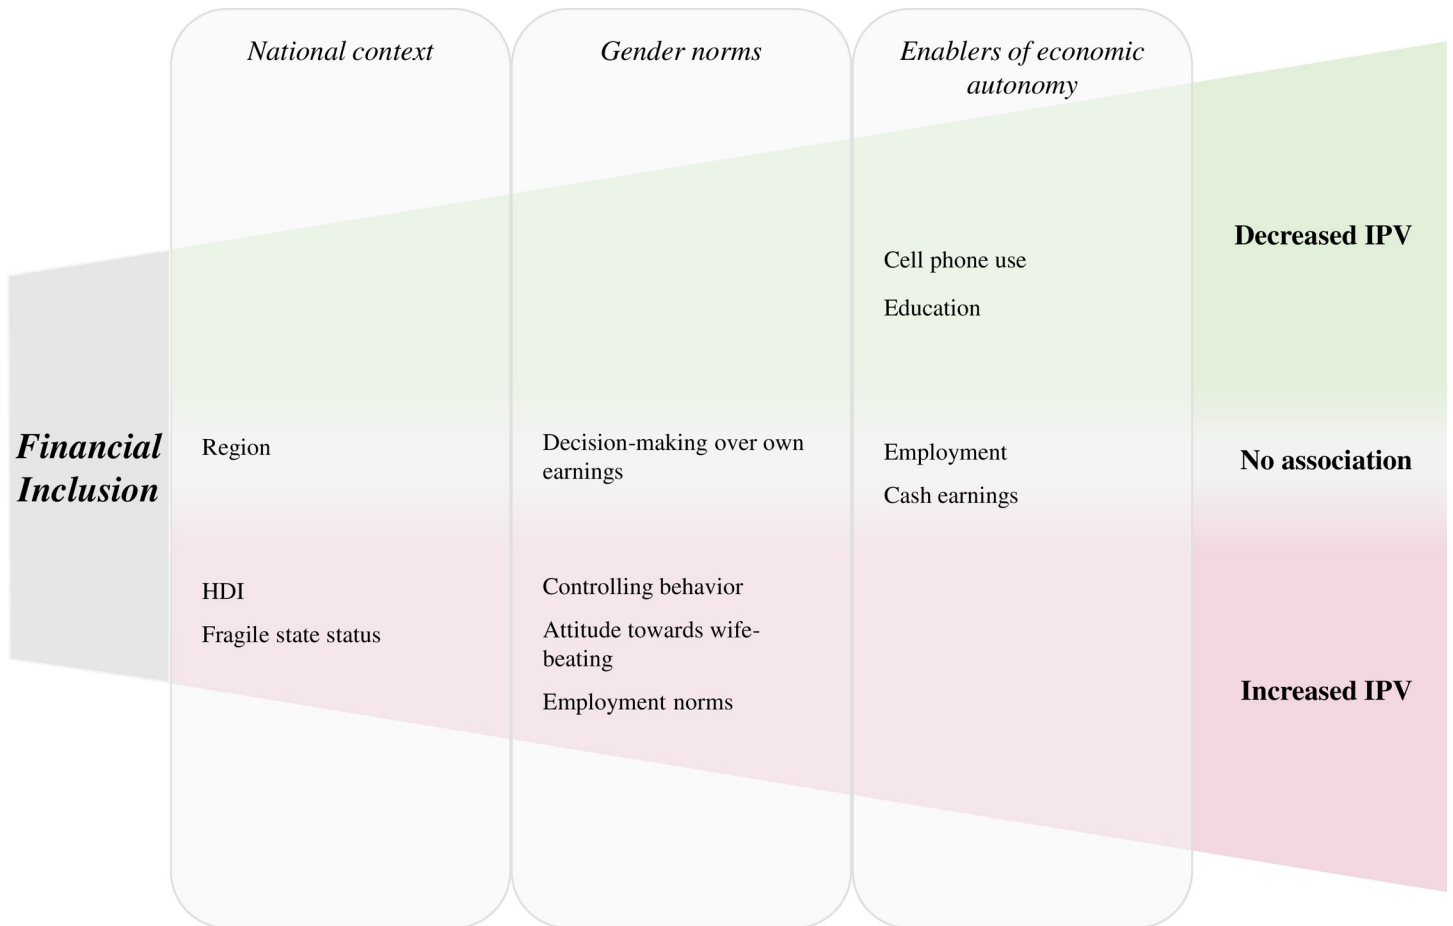 National context
Gender norms
Enablers of economic
autonomy
Decreased IPV
Cell phone use
Education
Financial
Inclusion
Region
Decision-making over own
earnings
Employment
Cash earnings
No association
HDI
Fragile state status
Controlling behavior
Attitude towards wife-
beating
Employment norms
Increased IPV